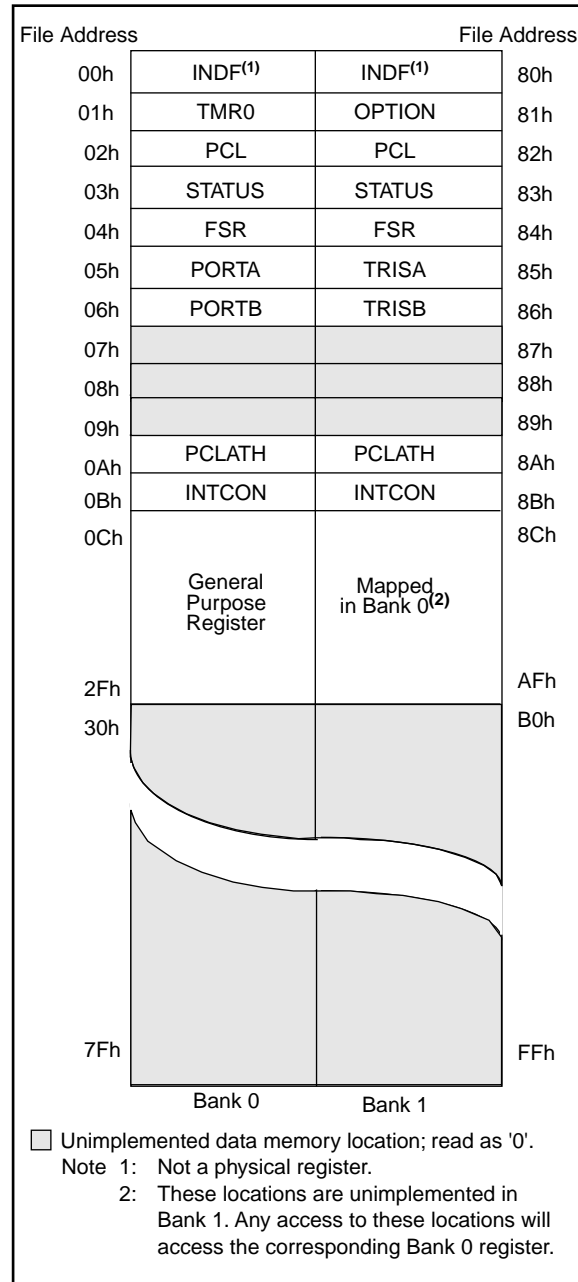 File Address File Address
00h INDF(1) INDF(1) 80h
01h TMR0 OPTION 81h
02h PCL PCL 82h
03h STATUS STATUS 83h
04h FSR FSR 84h
05h PORTA TRISA 85h
06h PORTB TRISB 86h
07h 87h
08h 88h
09h 89h
0Ah PCLATH PCLATH 8Ah
0Bh INTCON INTCON 8Bh
0Ch 8Ch
General Mapped
Purpose in Bank 0(2)
Register
2Fh AFh
30h B0h
7Fh FFh
Bank 0 Bank 1
Unimplemented data memory location; read as '0'.
Note 1: Not a physical register.
2: These locations are unimplemented in
Bank 1. Any access to these locations will
access the corresponding Bank 0 register.